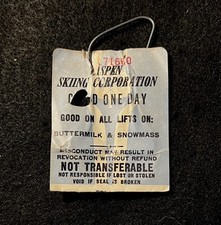 71660
ASPEN
SKIING CORPORATION
GOOD ONE DAY
GOOD ON ALL LIFTS ON:
BUTTERMILK & SNOWMASS
MISCONDUCT MAY RESULT IN
REVOCATION WITHOUT REFUND
NOT TRANSFERABLE
NOT RESPONSIBLE IF LOST OR STOLEN
VOID IF SEAL IS BROKEN